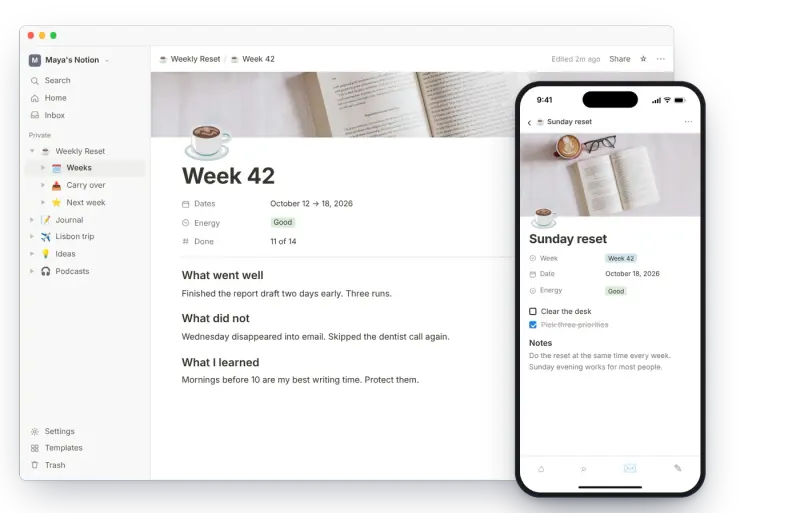 M Maya's Notion
Search
Home
Inbox
Private
Weekly Reset
Weeks
Carry over
Next week
Journal
Lisbon trip
Ideas
Podcasts
Settings
Templates
Trash
Weekly Reset / Week 42
Edited 2m ago Share
Week 42
Dates October 12 → 18, 2026
Energy Good
Done 11 of 14
What went well
Finished the report draft two days early. Three runs.
What did not
Wednesday disappeared into email. Skipped the dentist call again.
What I learned
Mornings before 10 are my best writing time. Protect them.
9:41
Sunday reset
Sunday reset
Week Week 42
Date October 18, 2026
Energy Good
Clear the desk
Pick three priorities
Notes
Do the reset at the same time every week.
Sunday evening works for most people.